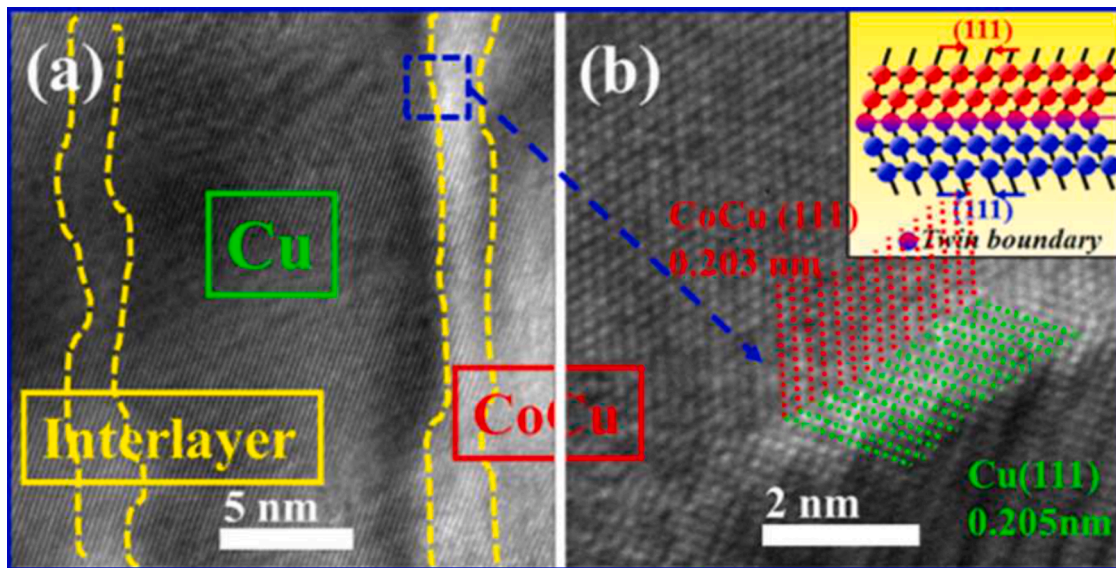 (a)
Cu
CoCu
Interlayer
5 nm
(b)
(111)
(111)
Twin boundary
CoCu (111)
0.203 nm
2 nm
Cu(111)
0.205nm